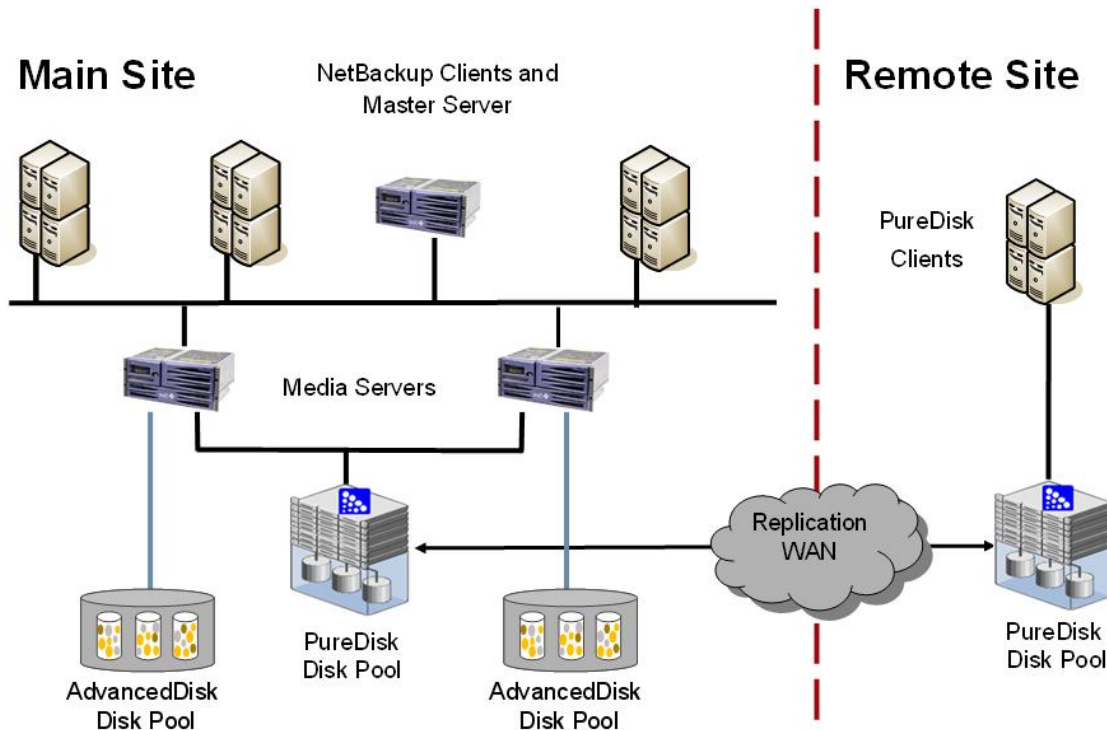 Main Site
NetBackup Clients and
Master Server
Remote Site
PureDisk
Clients
Media Servers
Replication
WAN
PureDisk
Disk Pool
PureDisk
Disk Pool
AdvancedDisk
Disk Pool
AdvancedDisk
Disk Pool